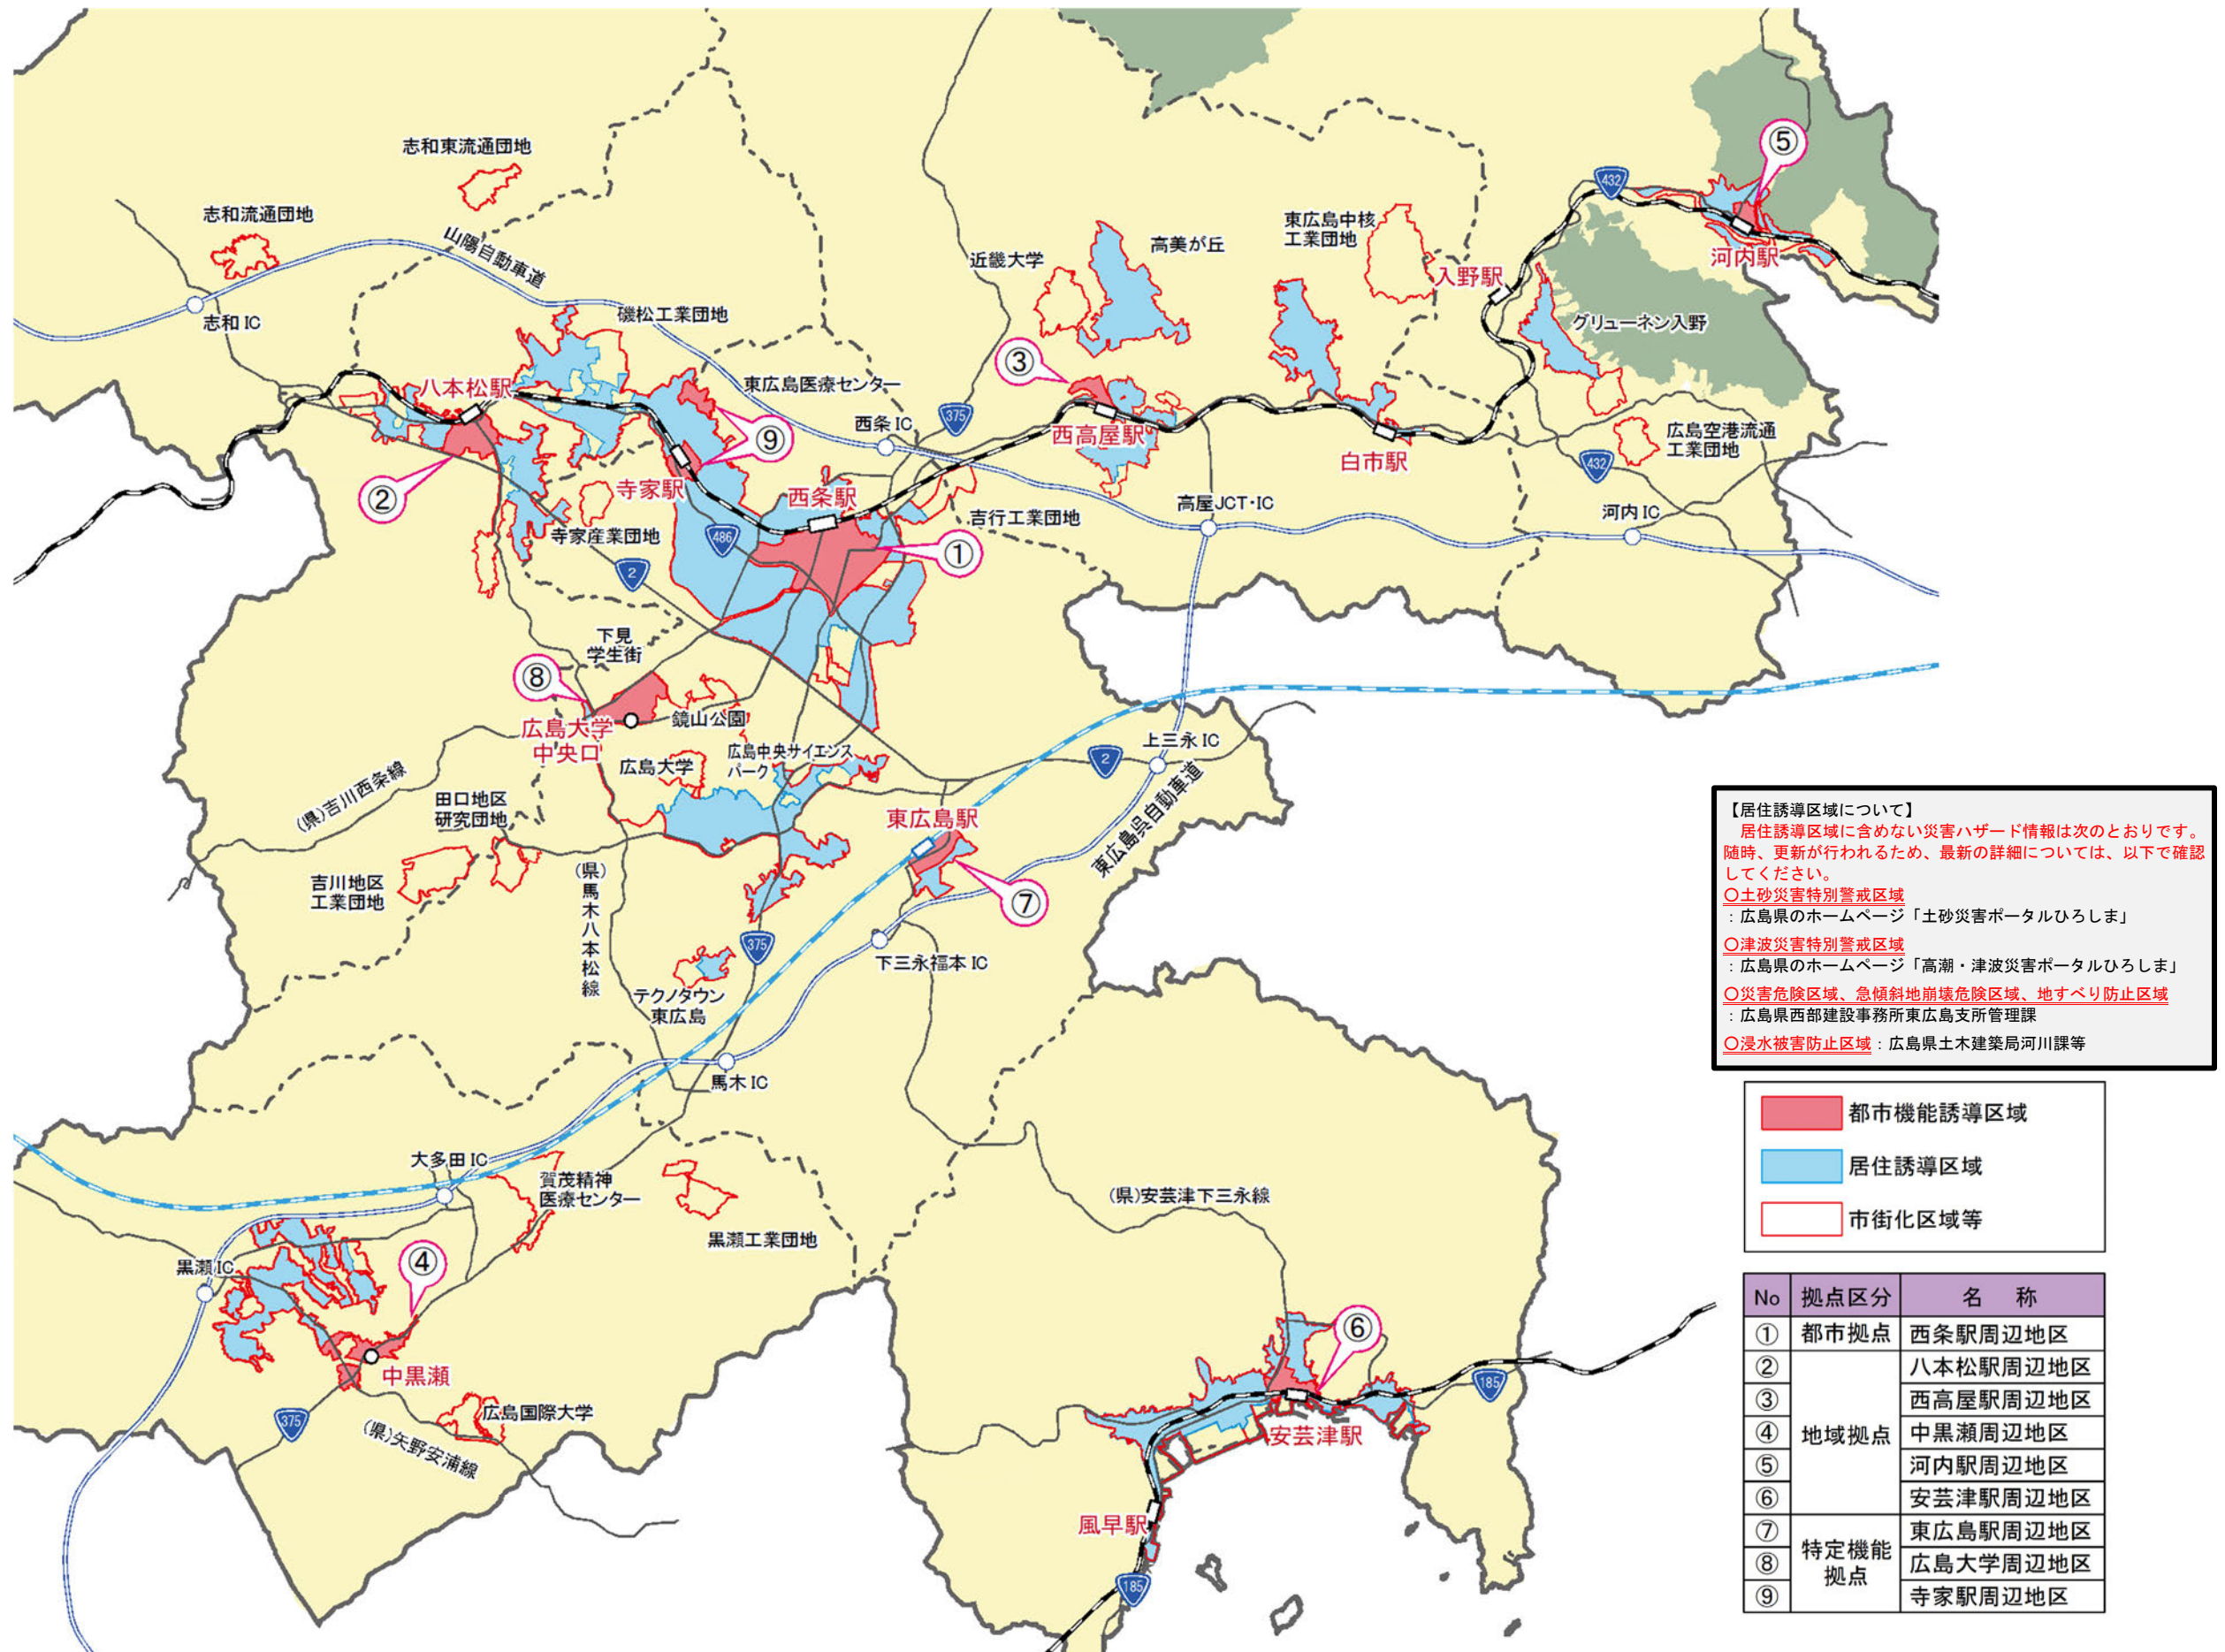 志和東流通団地
志和流通団地
山陽自動車道
志和 IC
磯松工業団地
八本松駅
東広島医療センター
西条 IC
375
近畿大学
高美が丘
東広島中核
工業団地
入野駅
432
⑤
河内駅
グリューネン入野
③
西高屋駅
白市駅
432
広島空港流通
工業団地
⑨
②
寺家駅
西条駅
吉行工業団地
高屋JCT・IC
河内 IC
寺家産業団地
486
①
2
下見
学生街
⑧
広島大学
中央口
鏡山公園
広島中央サイエンス
パーク
広島大学
上三永 IC
2
(県)吉川西条線
田口地区
研究団地
東広島駅
東広島呉自動車道
吉川地区
工業団地
(県)馬木八本松線
⑦
375
下三永福本 IC
テクノタウン
東広島
馬木 IC
大多田 IC
賀茂精神
医療センター
黒瀬工業団地
(県)安芸津下三永線
黒瀬 IC
④
中黒瀬
375
広島国際大学
(県)矢野安浦線
⑥
185
安芸津駅
風早駅
185
【居住誘導区域について】
居住誘導区域に含めない災害ハザード情報は次のとおりです。
随時、更新が行われるため、最新の詳細については、以下で確認
してください。
〇土砂災害特別警戒区域
：広島県のホームページ「土砂災害ポータルひろしま」
〇津波災害特別警戒区域
：広島県のホームページ「高潮・津波災害ポータルひろしま」
〇災害危険区域、急傾斜地崩壊危険区域、地すべり防止区域
：広島県西部建設事務所東広島支所管理課
〇浸水被害防止区域：広島県土木建築局河川課等
都市機能誘導区域
居住誘導区域
市街化区域等
No 拠点区分 名 称
① 都市拠点 西条駅周辺地区
② 八本松駅周辺地区
③ 西高屋駅周辺地区
④ 地域拠点 中黒瀬周辺地区
⑤ 河内駅周辺地区
⑥ 安芸津駅周辺地区
⑦ 特定機能拠点 東広島駅周辺地区
⑧ 広島大学周辺地区
⑨ 寺家駅周辺地区